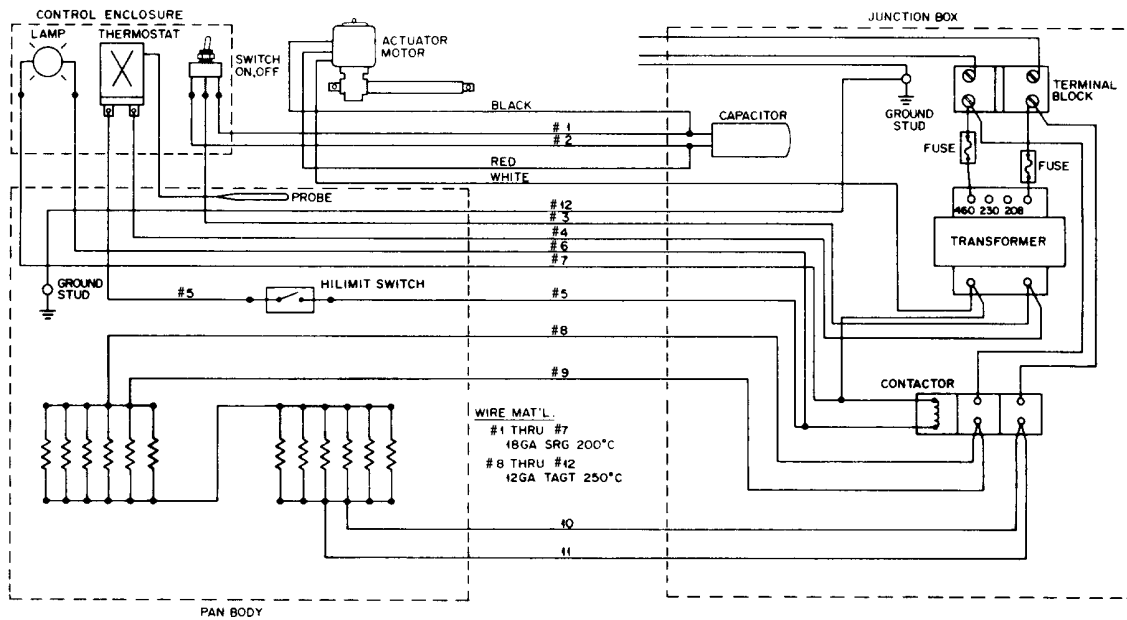 CONTROL ENCLOSURE
LAMP
THERMOSTAT
SWITCH
ON,OFF
ACTUATOR
MOTOR
JUNCTION BOX
TERMINAL
BLOCK
GROUND
STUD
FUSE
FUSE
BLACK
CAPACITOR
#1
#2
RED
WHITE
PROBE
#12
#3
#4
#6
#7
460 230 208
TRANSFORMER
GROUND
STUD
#5
HILIMIT SWITCH
#5
#8
#9
CONTACTOR
WIRE MAT'L.
#1 THRU #7
18GA SRG 200°C
#8 THRU #12
12GA TAGT 250°C
10
11
PAN BODY